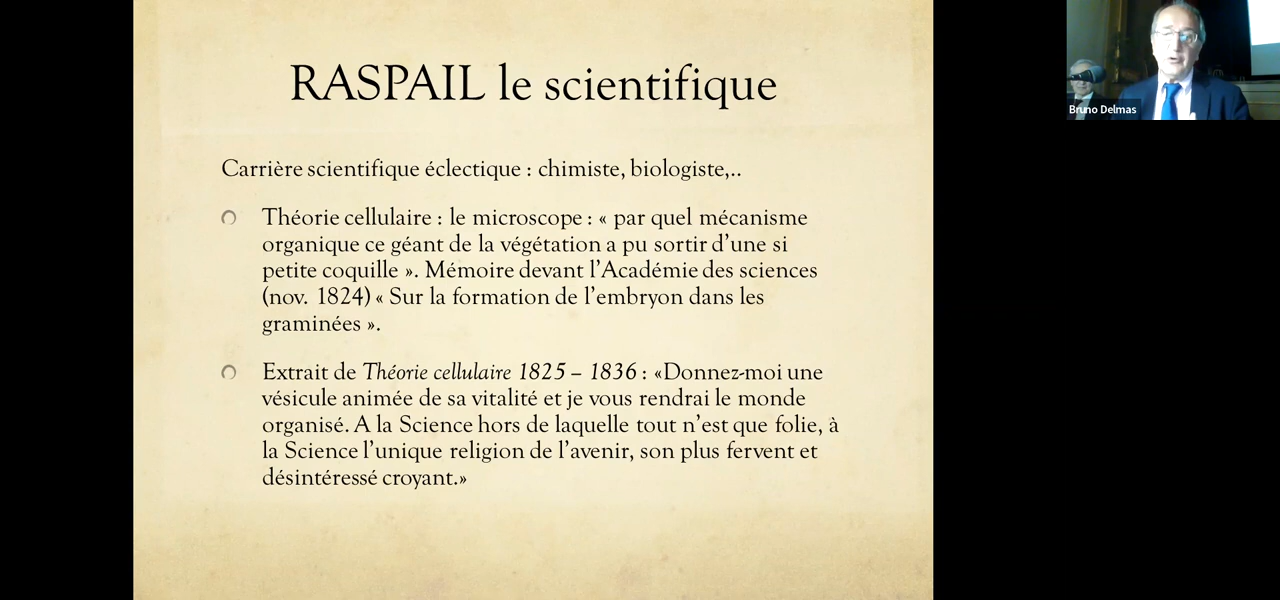 RASPAIL le scientifique
Carrière scientifique éclectique : chimiste, biologiste,..
Théorie cellulaire : le microscope : « par quel mécanisme
organique ce géant de la végétation a pu sortir d’une si
petite coquille ». Mémoire devant l’Académie des sciences
(nov. 1824) « Sur la formation de l’embryon dans les
graminées ».
Extrait de Théorie cellulaire 1825 – 1836 : «Donnez-moi une
vésicule animée de sa vitalité et je vous rendrai le monde
organisé. A la Science hors de laquelle tout n’est que folie, à
la Science l’unique religion de l’avenir, son plus fervent et
désintéressé croyant.»
Bruno Delmas